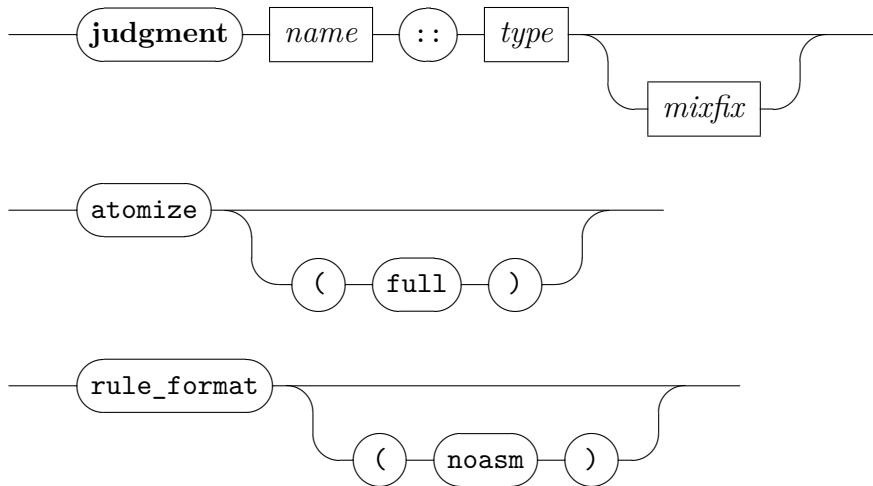 judgment name :: type
mixfix
atomize
( full )
rule_format
( noasm )